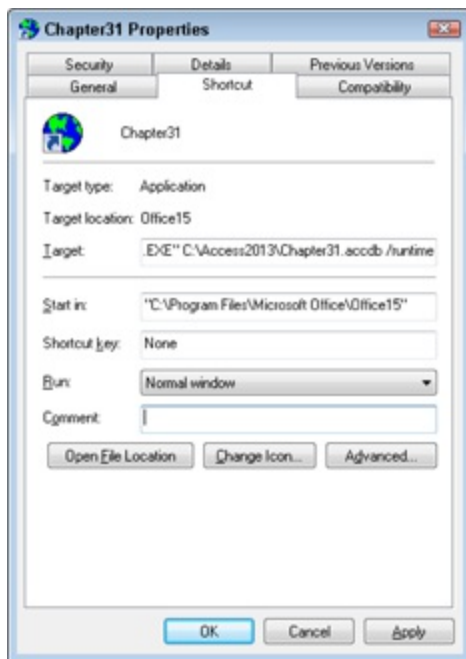 Chapter31 Properties
Security Details Previous Versions
General Shortcut Compatibility
Chapter31
Target type: Application
Target location: Office15
Target: .EXE" C:\Access2013\Chapter31.accdb /runtime
Start in: "C:\Program Files\Microsoft Office\Office15"
Shortcut key: None
Run: Normal window
Comment:
Open File Location Change Icon... Advanced...
OK Cancel Apply